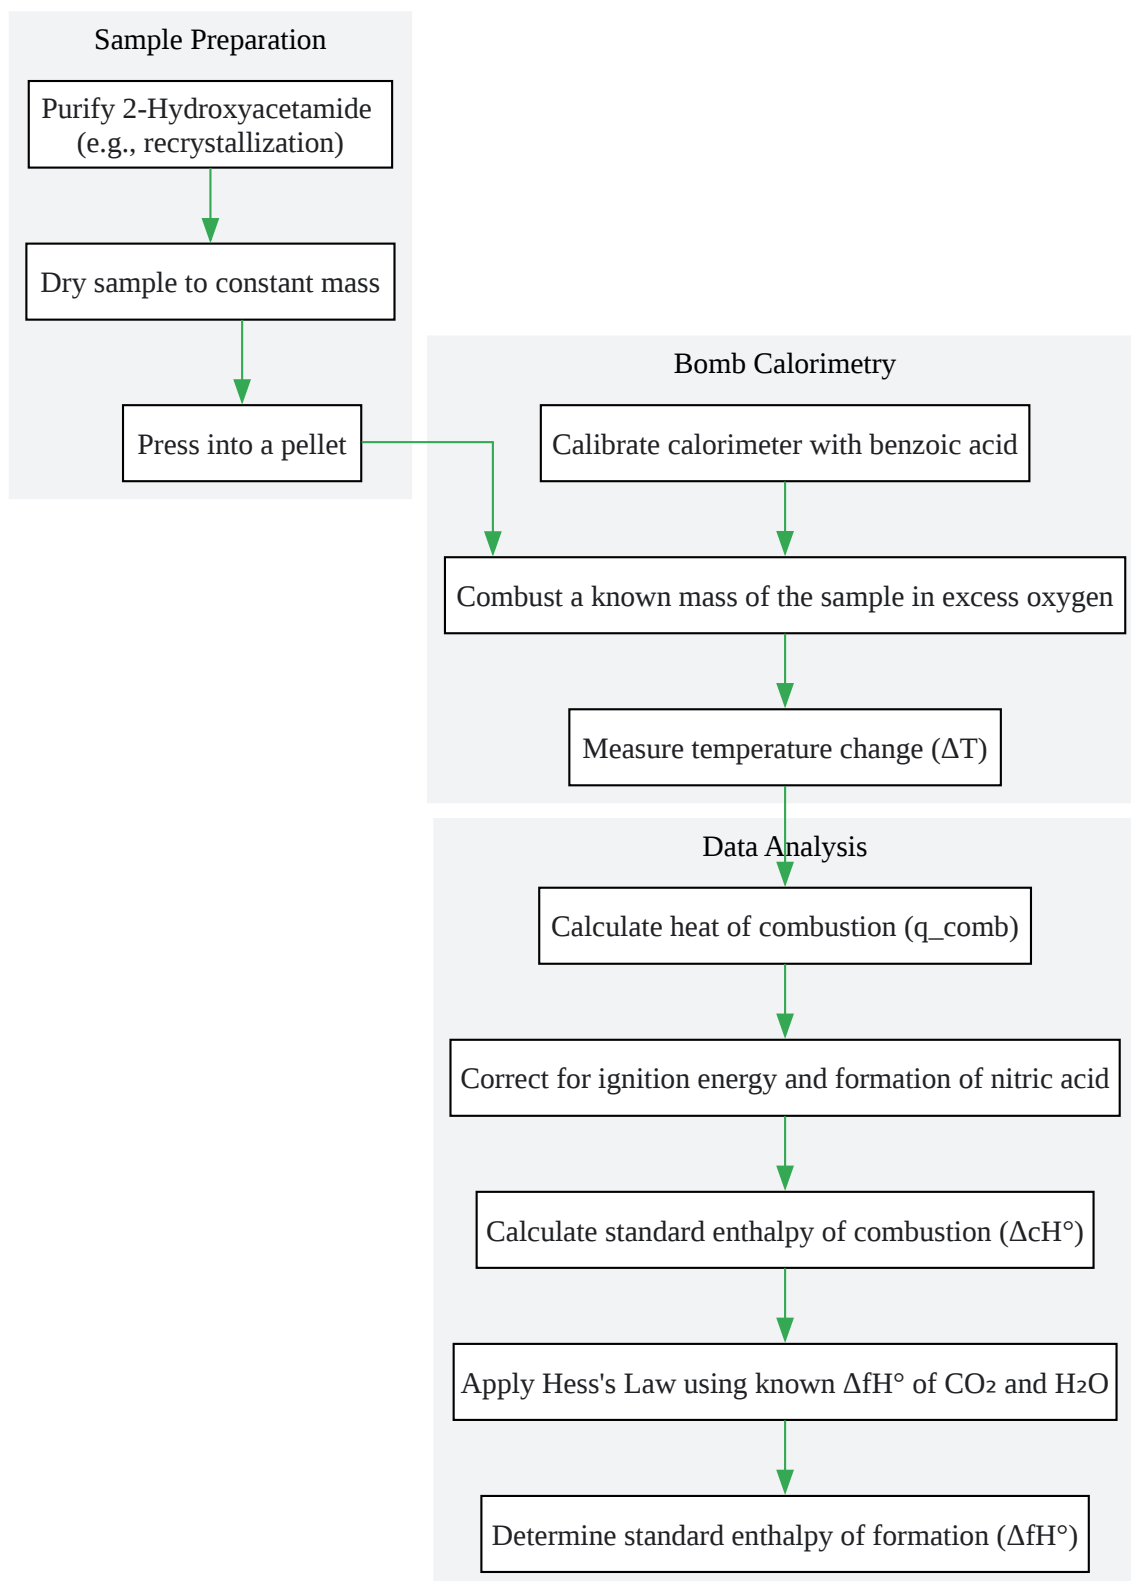 Sample Preparation
Purify 2-Hydroxyacetamide
(e.g., recrystallization)
Dry sample to constant mass
Press into a pellet
Bomb Calorimetry
Calibrate calorimeter with benzoic acid
Combust a known mass of the sample in excess oxygen
Measure temperature change (ΔT)
Data Analysis
Calculate heat of combustion (q_comb)
Correct for ignition energy and formation of nitric acid
Calculate standard enthalpy of combustion (ΔcH°)
Apply Hess's Law using known ΔfH° of CO₂ and H₂O
Determine standard enthalpy of formation (ΔfH°)